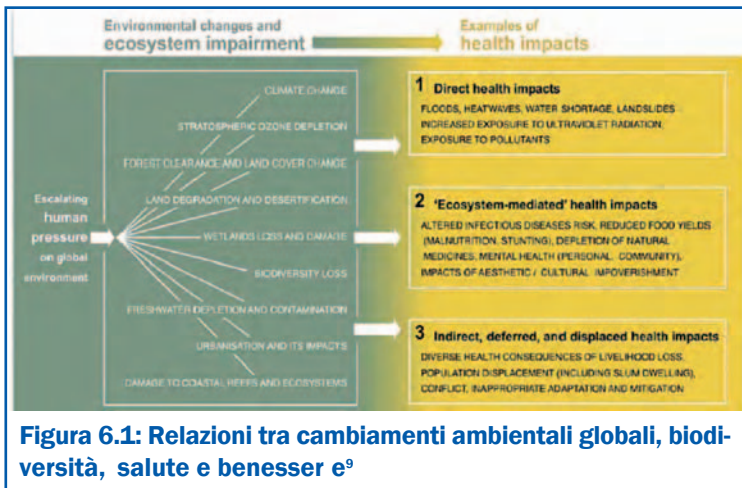 Environmental changes and
ecosystem impairment
Examples of
health impacts
Escalating
human
pressure
on global
environment
CLIMATE CHANGE
STRATOSPHERIC OZONE DEPLETION
FOREST CLEARANCE AND LAND COVER CHANGE
LAND DEGRADATION AND DESERTIFICATION
WETLANDS LOSS AND DAMAGE
BIODIVERSITY LOSS
FRESHWATER DEPLETION AND CONTAMINATION
URBANISATION AND ITS IMPACTS
DAMAGE TO COASTAL REEFS AND ECOSYSTEMS
1 Direct health impacts
FLOODS, HEATWAVES, WATER SHORTAGE, LANDSLIDES
INCREASED EXPOSURE TO ULTRAVIOLET RADIATION,
EXPOSURE TO POLLUTANTS
2 'Ecosystem-mediated' health impacts
ALTERED INFECTIOUS DISEASES RISK, REDUCED FOOD YIELDS
(MALNUTRITION, STUNTING), DEPLETION OF NATURAL
MEDICINES, MENTAL HEALTH (PERSONAL, COMMUNITY),
IMPACTS OF AESTHETIC / CULTURAL IMPOVERISHMENT
3 Indirect, deferred, and displaced health impacts
DIVERSE HEALTH CONSEQUENCES OF LIVELIHOOD LOSS,
POPULATION DISPLACEMENT (INCLUDING SLUM DWELLING),
CONFLICT, INAPPROPRIATE ADAPTATION AND MITIGATION
Figura 6.1: Relazioni tra cambiamenti ambientali globali, biodi-
versità, salute e benesser e⁹